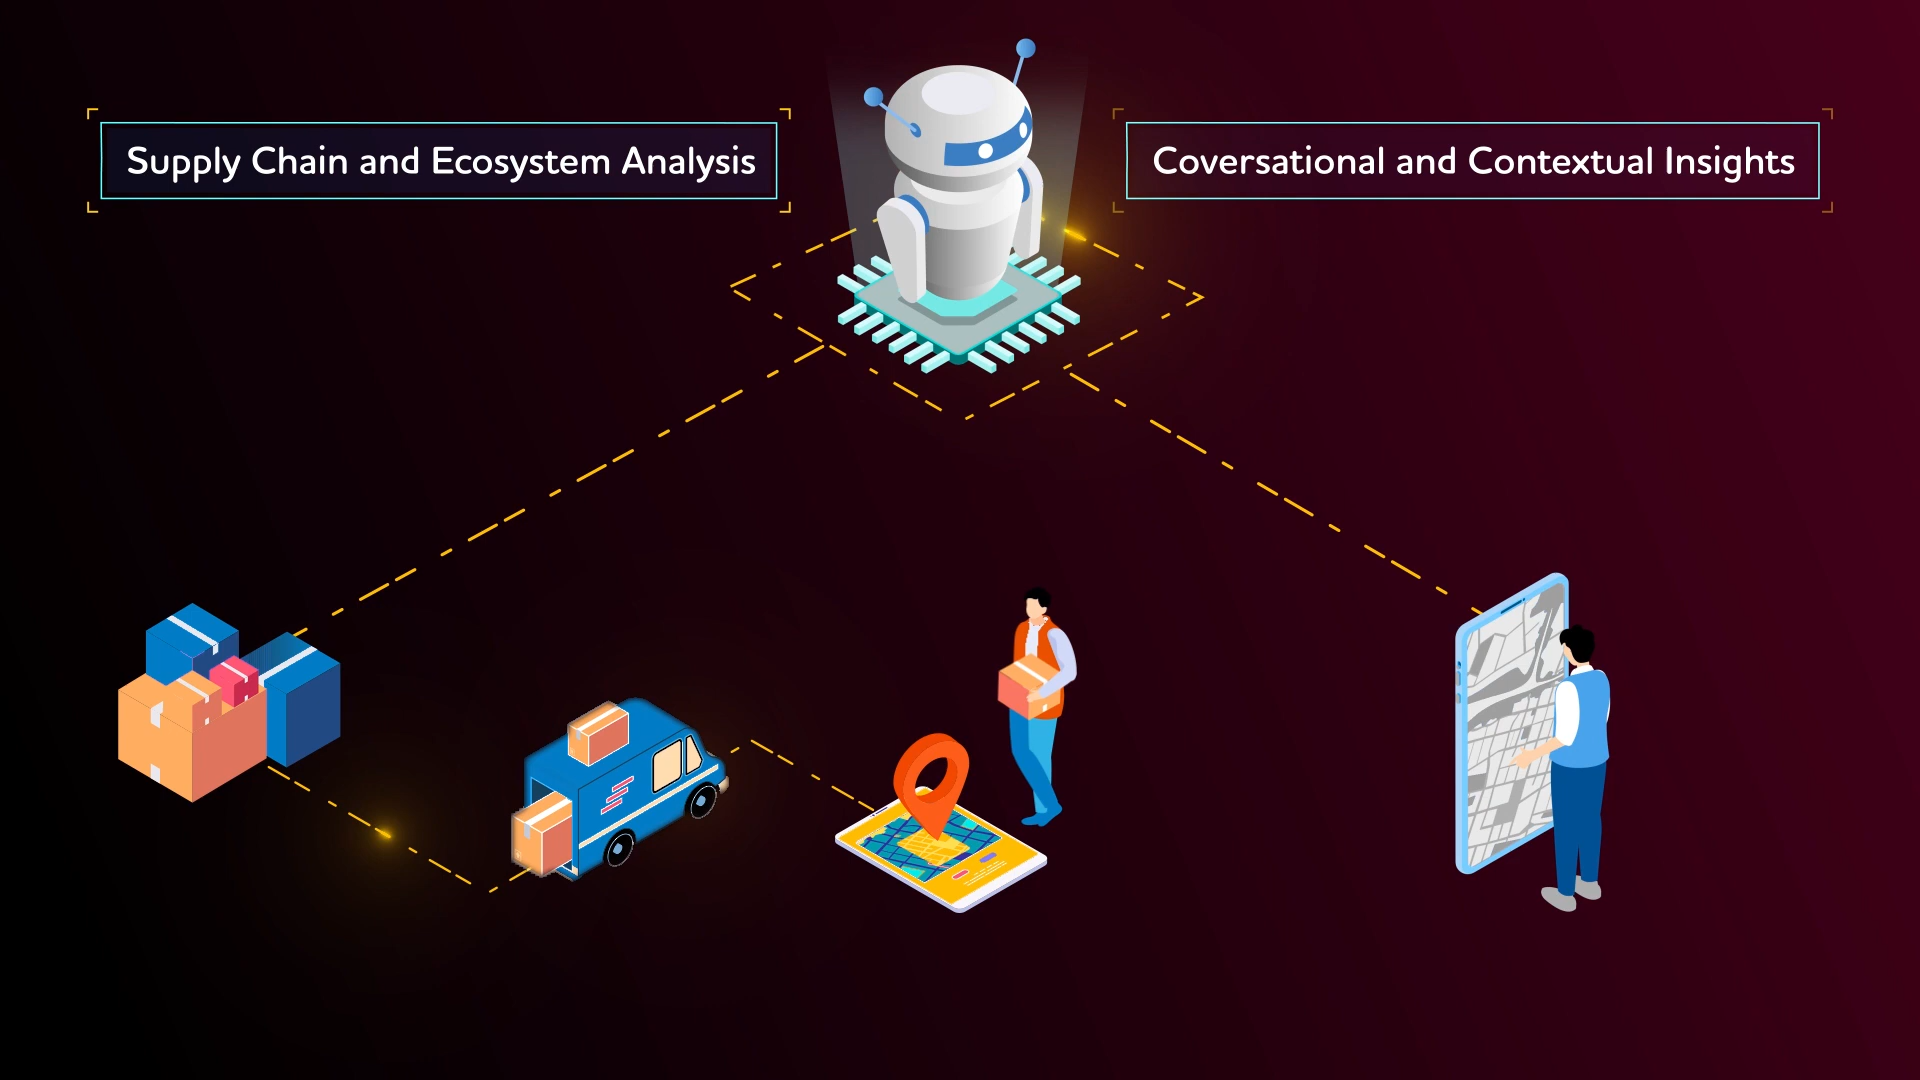 Supply Chain and Ecosystem Analysis
Coversational and Contextual Insights